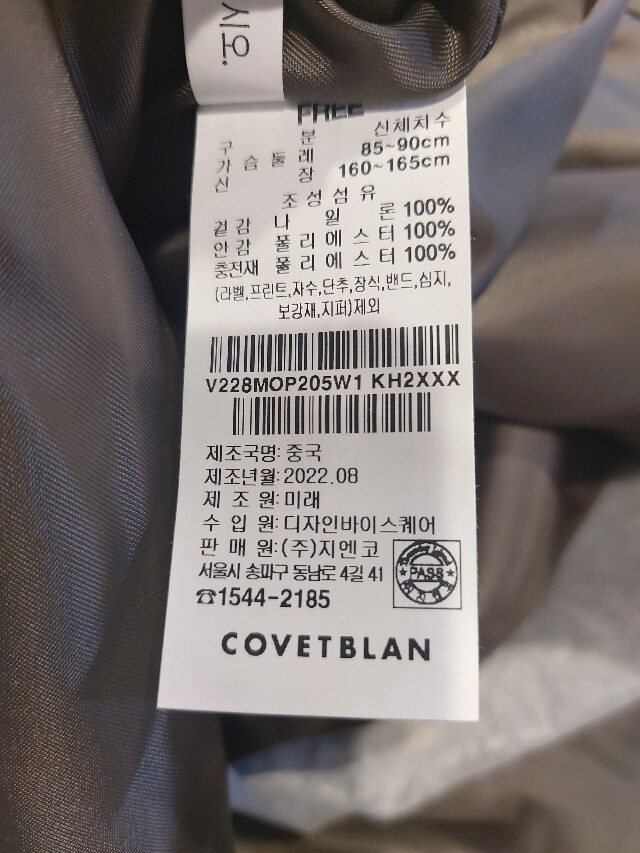 시오.
FREE
구 분 신체치수
가 슴 둘 레 85~90cm
신 장 160~165cm
조성섬유
겉감 나 일 론 100%
안감 폴리에스터 100%
충전재 폴리에스터 100%
(라벨,프린트,자수,단추,장식,밴드,심지,
보강재,지퍼)제외
V228MOP205W1 KH2XXX
제조국명: 중국
제조년월: 2022.08
제 조 원: 미래
수 입 원: 디자인바이스퀘어
판 매 원: (주)지엔코
서울시 송파구 동남로 4길 41
☎1544-2185
PASS
COVETBLAN